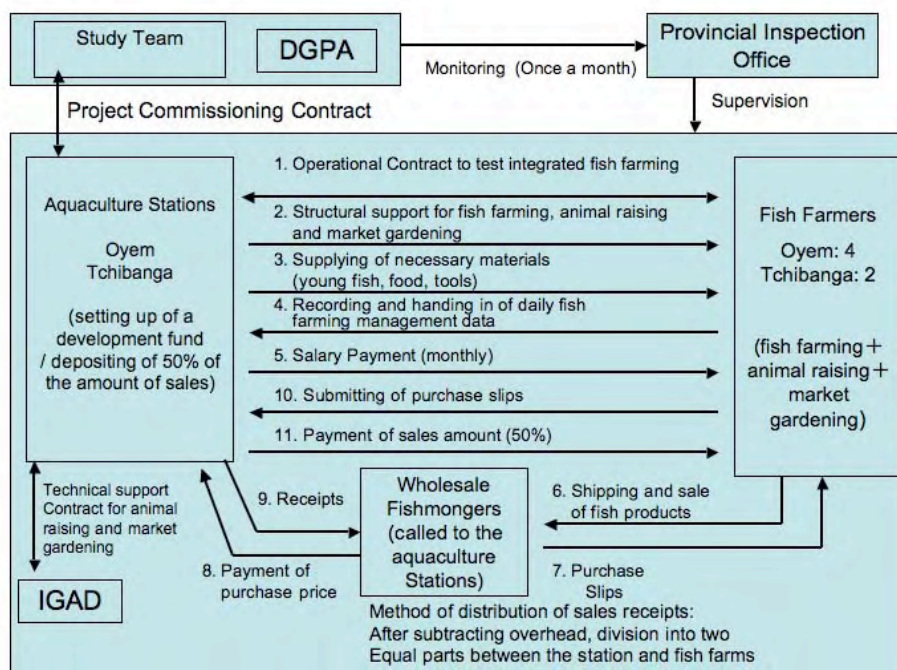 Study Team
DGPA
Provincial Inspection
Office
Monitoring (Once a month)
Project Commissioning Contract
Supervision
Aquaculture Stations
Oyem
Tchibanga
(setting up of a
development fund
/ depositing of 50% of
the amount of sales)
1. Operational Contract to test integrated fish farming
2. Structural support for fish farming, animal raising
and market gardening
3. Supplying of necessary materials
(young fish, food, tools)
4. Recording and handing in of daily fish
farming management data
5. Salary Payment (monthly)
10. Submitting of purchase slips
11. Payment of sales amount (50%)
Fish Farmers
Oyem: 4
Tchibanga: 2
(fish farming+
animal raising+
market
gardening)
Technical support
Contract for animal
raising and market
gardening
IGAD
9. Receipts
8. Payment of
purchase price
Wholesale
Fishmongers
(called to the
aquaculture
Stations)
6. Shipping and sale
of fish products
7. Purchase
Slips
Method of distribution of sales receipts:
After subtracting overhead, division into two
Equal parts between the station and fish farms